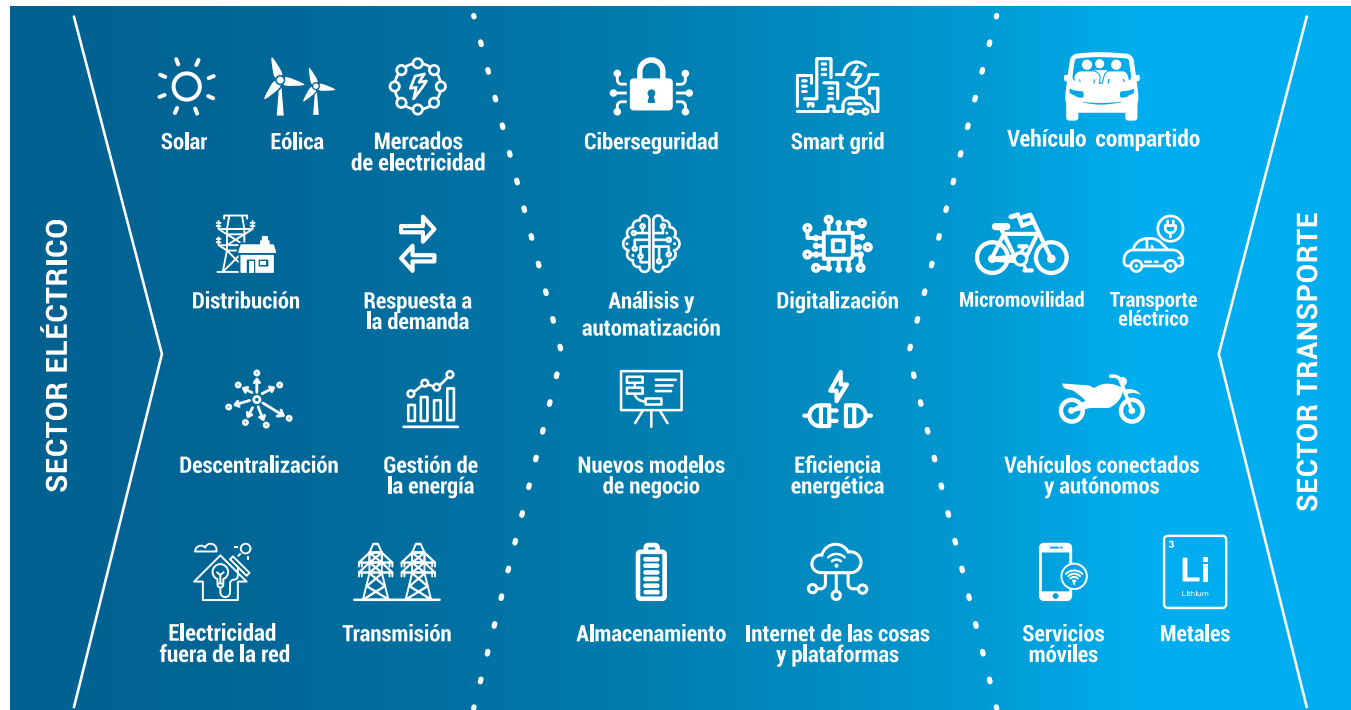 SECTOR ELÉCTRICO
Solar
Eólica
Mercados
de electricidad
Distribución
Respuesta a
la demanda
Descentralización
Gestión de
la energía
Electricidad
fuera de la red
Transmisión
Ciberseguridad
Smart grid
Análisis y
automatización
Digitalización
Nuevos modelos
de negocio
Eficiencia
energética
Almacenamiento
Internet de las cosas
y plataformas
Vehículo compartido
Micromovilidad
Transporte
eléctrico
Vehículos conectados
y autónomos
Servicios
móviles
3
Li
Lithium
Metales
SECTOR TRANSPORTE